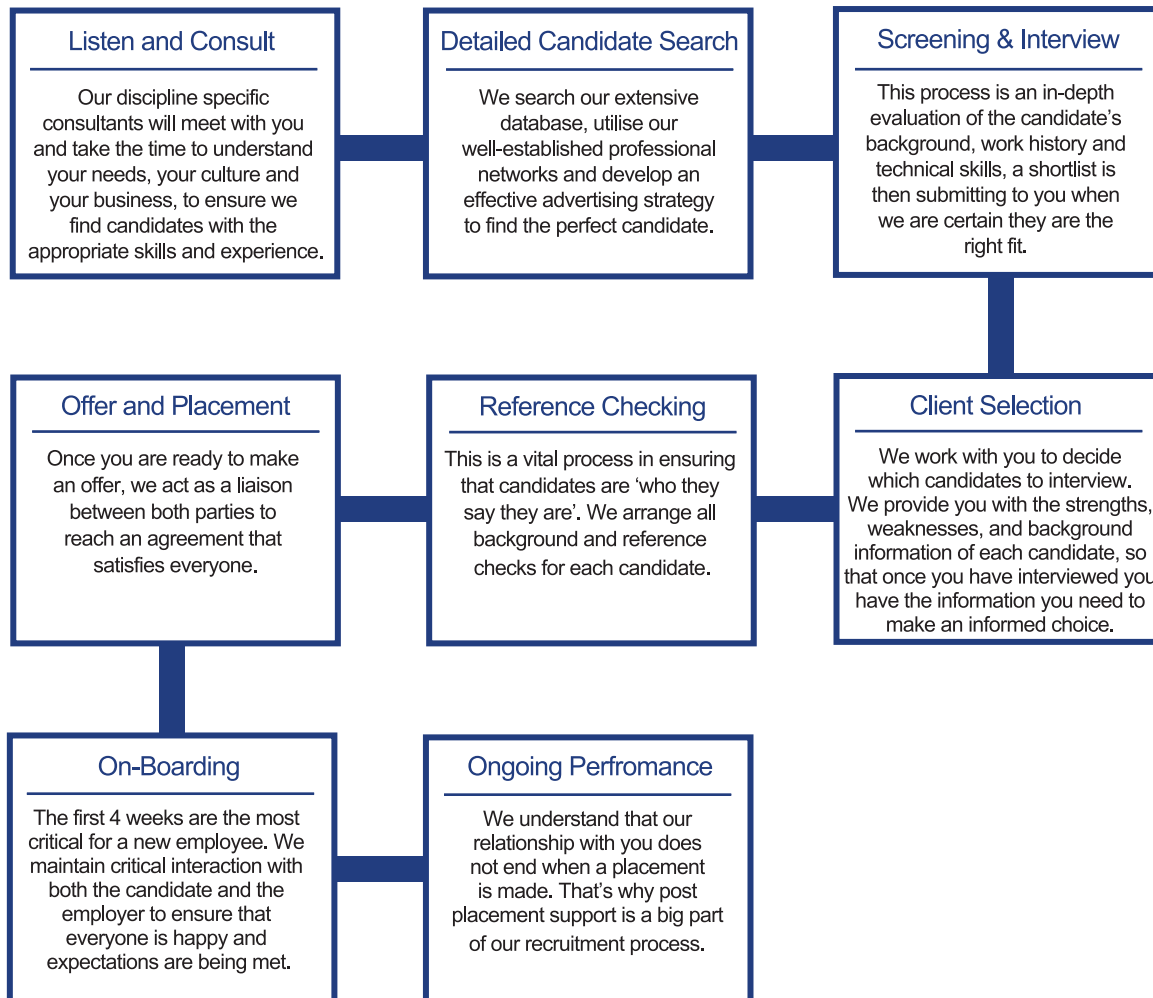 Listen and Consult
Our discipline specific
consultants will meet with you
and take the time to understand
your needs, your culture and
your business, to ensure we
find candidates with the
appropriate skills and experience.
Detailed Candidate Search
We search our extensive
database, utilise our
well-established professional
networks and develop an
effective advertising strategy
to find the perfect candidate.
Screening & Interview
This process is an in-depth
evaluation of the candidate’s
background, work history and
technical skills, a shortlist is
then submitting to you when
we are certain they are the
right fit.
Client Selection
We work with you to decide
which candidates to interview.
We provide you with the strengths,
weaknesses, and background
information of each candidate, so
that once you have interviewed you
have the information you need to
make an informed choice.
Reference Checking
This is a vital process in ensuring
that candidates are ‘who they
say they are’. We arrange all
background and reference
checks for each candidate.
Offer and Placement
Once you are ready to make
an offer, we act as a liaison
between both parties to
reach an agreement that
satisfies everyone.
On-Boarding
The first 4 weeks are the most
critical for a new employee. We
maintain critical interaction with
both the candidate and the
employer to ensure that
everyone is happy and
expectations are being met.
Ongoing Perfromance
We understand that our
relationship with you does
not end when a placement
is made. That’s why post
placement support is a big part
of our recruitment process.